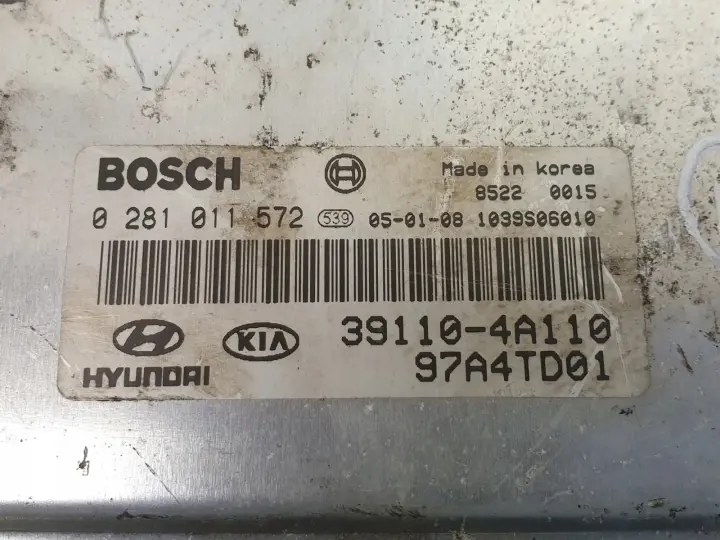 BOSCH
Made in Korea
8522 0015
0 281 011 572 539 05-01-08 1039S06010
HYUNDAI KIA 39110-4A110
97A4TD01